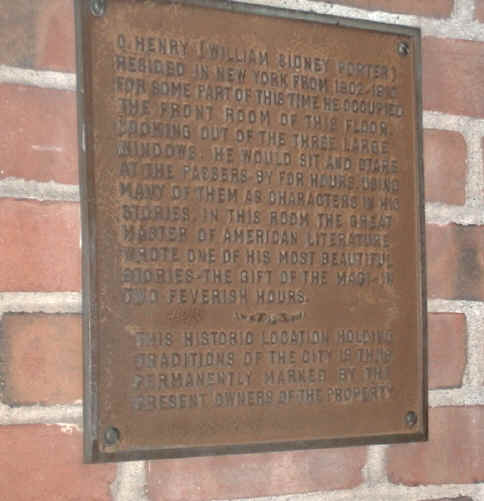 O. HENRY (WILLIAM SIDNEY PORTER)
RESIDED IN NEW YORK FROM 1902-1910
FOR SOME PART OF THIS TIME HE OCCUPIED
THE FRONT ROOM OF THIS FLOOR.
LOOKING OUT OF THE THREE LARGE
WINDOWS, HE WOULD SIT AND STARE
AT THE PASSERS-BY FOR HOURS, USING
MANY OF THEM AS CHARACTERS IN HIS
STORIES. IN THIS ROOM THE GREAT
MASTER OF AMERICAN LITERATURE
WROTE ONE OF HIS MOST BEAUTIFUL
STORIES-THE GIFT OF THE MAGI-IN
TWO FEVERISH HOURS.
THIS HISTORIC LOCATION HOLDING
TRADITIONS OF THE CITY IS THUS
PERMANENTLY MARKED BY THE
PRESENT OWNERS OF THE PROPERTY